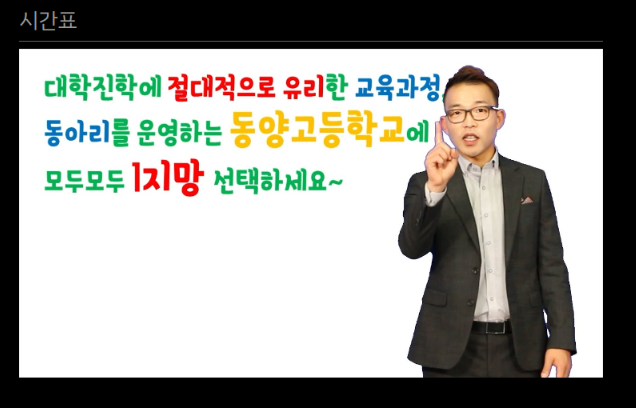 시간표
대학진학에 절대적으로 유리한 교육과정,
동아리를 운영하는 동양고등학교에
모두모두 1지망 선택하세요~